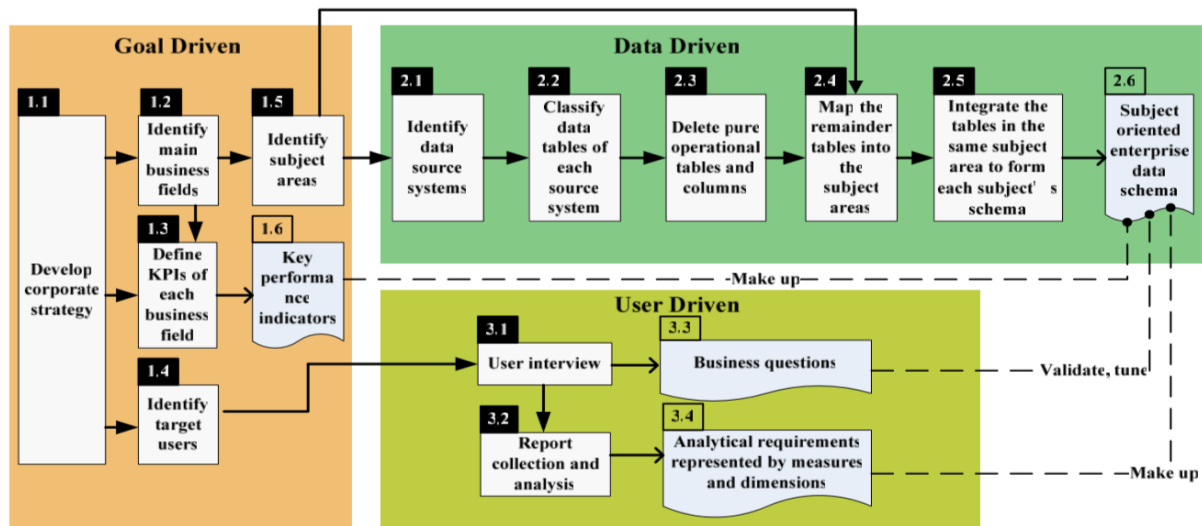 Goal Driven
1.1
Develop
corporate
strategy
1.2
Identify
main
business
fields
1.5
Identify
subject
areas
1.3
Define
KPIs of
each
business
field
1.6
Key
performa
nce
indicators
1.4
Identify
target
users
Data Driven
2.1
Identify
data
source
systems
2.2
Classify
data
tables of
each
source
system
2.3
Delete pure
operational
tables and
columns
2.4
Map the
remainder
tables into
the
subject
areas
2.5
Integrate the
tables in the
same subject
area to form
each subject's
schema
2.6
Subject
oriented
enterprise
data
schema
Make up
User Driven
3.1
User interview
3.3
Business questions
Validate, tune
3.2
Report
collection and
analysis
3.4
Analytical requirements
represented by measures
and dimensions
Make up